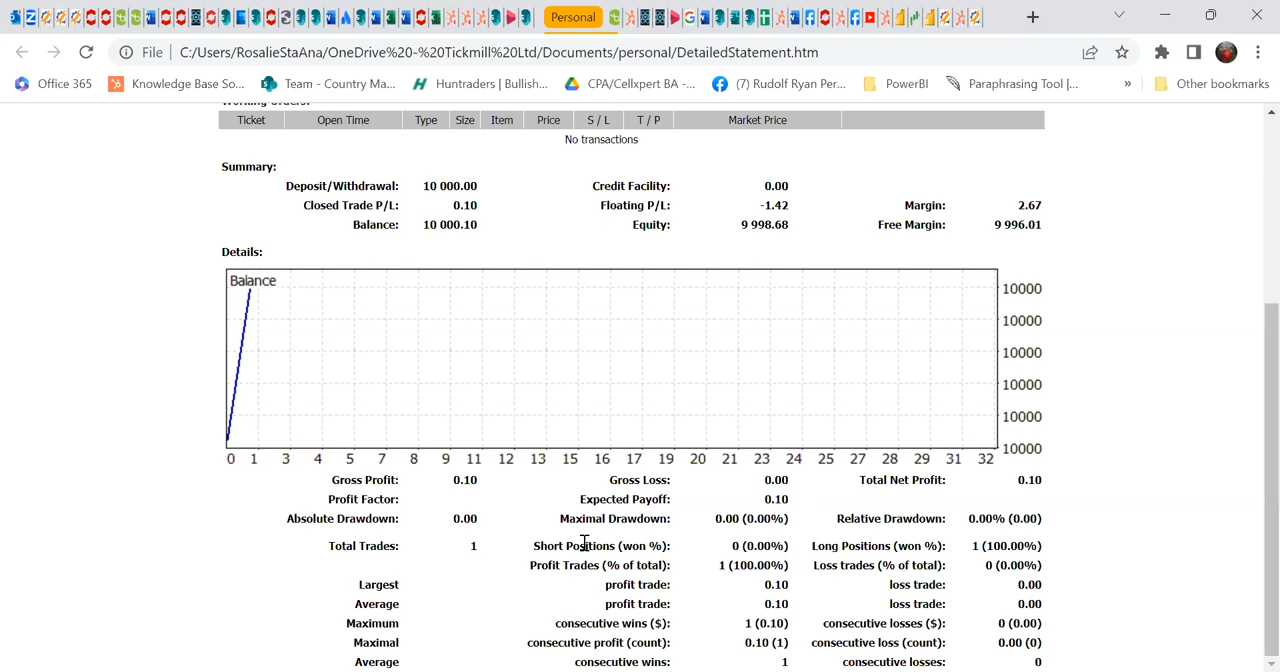 Personal
File C:/Users/RosalieStaAna/OneDrive%20-%20Tickmill%20Ltd/Documents/personal/DetailedStatement.htm
Office 365 Knowledge Base So... Team - Country Ma... Huntraders | Bullish... CPA/Cellxpert BA -... (7) Rudolf Ryan Per... PowerBI Paraphrasing Tool |... » Other bookmarks
Working Orders:
Ticket Open Time Type Size Item Price S / L T / P Market Price
No transactions
Summary:
Deposit/Withdrawal: 10 000.00 Credit Facility: 0.00
Closed Trade P/L: 0.10 Floating P/L: -1.42 Margin: 2.67
Balance: 10 000.10 Equity: 9 998.68 Free Margin: 9 996.01
Details:
Balance
10000
10000
10000
10000
10000
10000
0 1 3 4 5 7 8 9 11 12 13 15 16 17 19 20 21 23 24 25 27 28 29 31 32
Gross Profit: 0.10 Gross Loss: 0.00 Total Net Profit: 0.10
Profit Factor: Expected Payoff: 0.10
Absolute Drawdown: 0.00 Maximal Drawdown: 0.00 (0.00%) Relative Drawdown: 0.00% (0.00)
Total Trades: 1 Short Positions (won %): 0 (0.00%) Long Positions (won %): 1 (100.00%)
Profit Trades (% of total): 1 (100.00%) Loss trades (% of total): 0 (0.00%)
Largest profit trade: 0.10 loss trade: 0.00
Average profit trade: 0.10 loss trade: 0.00
Maximum consecutive wins ($): 1 (0.10) consecutive losses ($): 0 (0.00)
Maximal consecutive profit (count): 0.10 (1) consecutive loss (count): 0.00 (0)
Average consecutive wins: 1 consecutive losses: 0